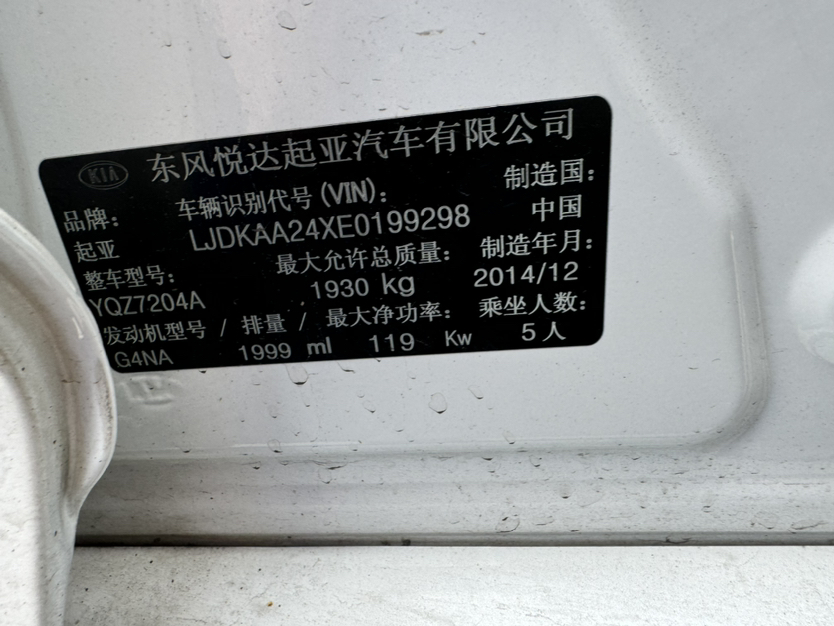 KIA 东风悦达起亚汽车有限公司
品牌： 车辆识别代号(VIN)： 制造国：
起亚 LJDKAA24XE0199298 中国
整车型号： 最大允许总质量： 制造年月：
YQZ7204A 1930 kg 2014/12
发动机型号 / 排量 / 最大净功率： 乘坐人数：
G4NA 1999 ml 119 Kw 5人